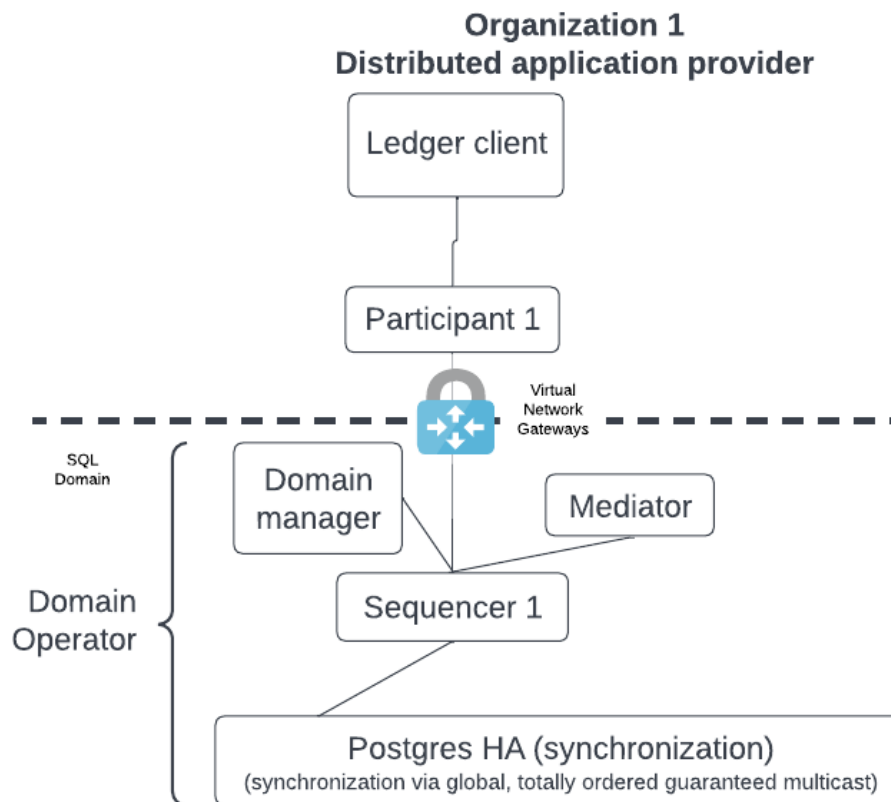 Organization 1
Distributed application provider
Ledger client
Participant 1
Virtual
Network
Gateways
SQL
Domain
Domain
manager
Mediator
Domain
Operator
Sequencer 1
Postgres HA (synchronization)
(synchronization via global, totally ordered guaranteed multicast)